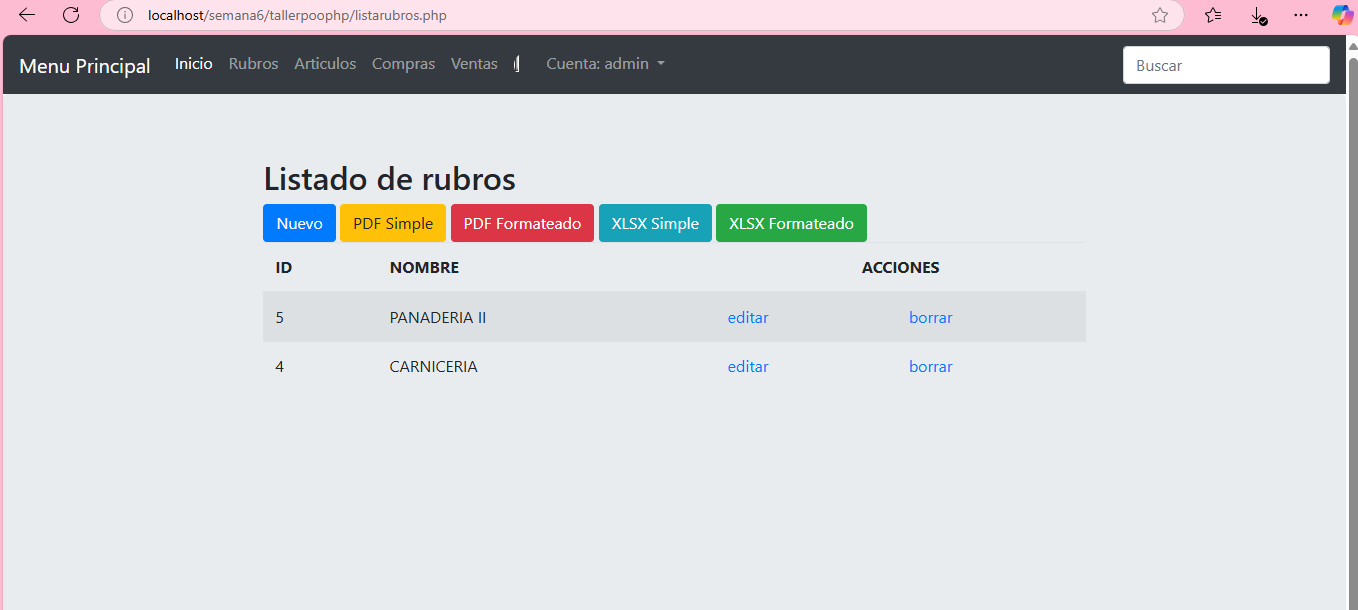 localhost/semana6/tallerpoophp/listarubros.php
Menu Principal Inicio Rubros Articulos Compras Ventas Cuenta: admin Buscar
Listado de rubros
Nuevo PDF Simple PDF Formateado XLSX Simple XLSX Formateado
ID NOMBRE ACCIONES
5 PANADERIA II editar borrar
4 CARNICERIA editar borrar